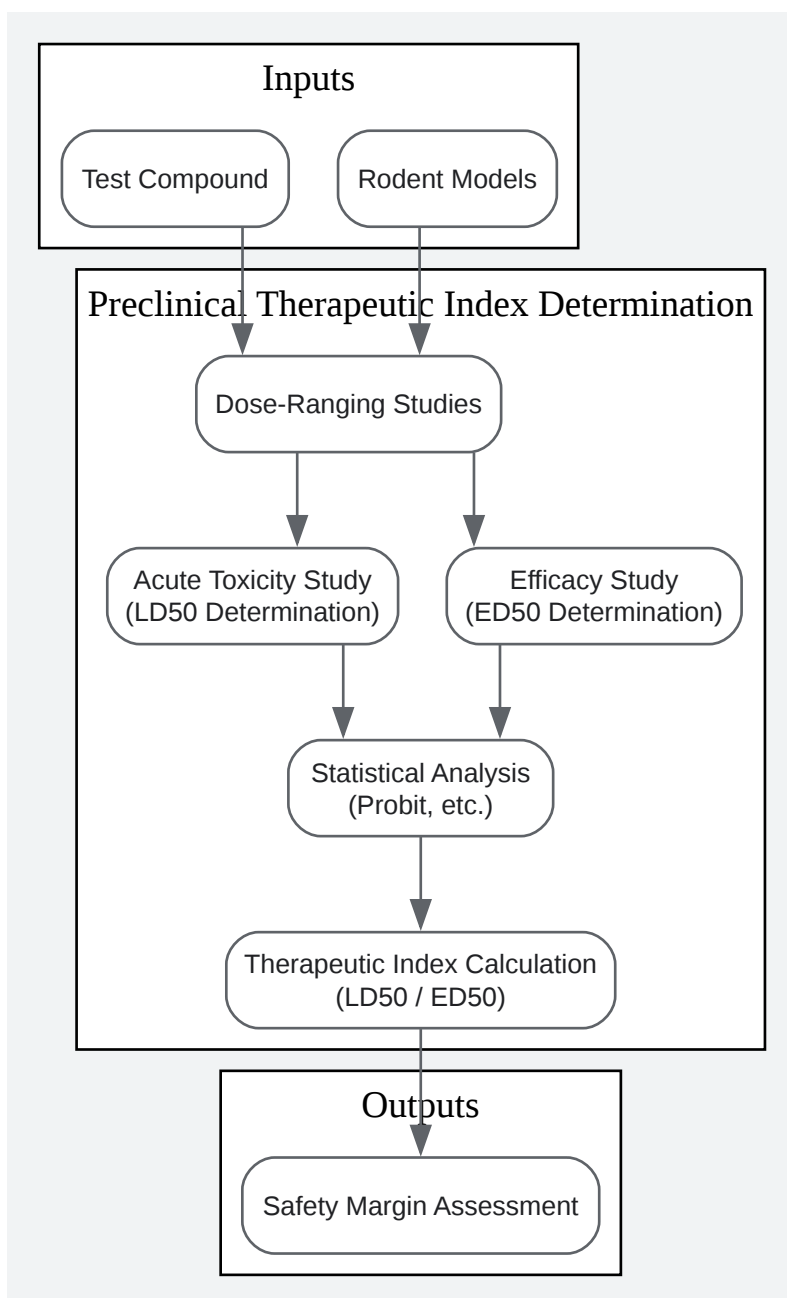 Inputs
Test Compound
Rodent Models
Preclinical Therapeutic Index Determination
Dose-Ranging Studies
Acute Toxicity Study
(LD50 Determination)
Efficacy Study
(ED50 Determination)
Statistical Analysis
(Probit, etc.)
Therapeutic Index Calculation
(LD50 / ED50)
Outputs
Safety Margin Assessment